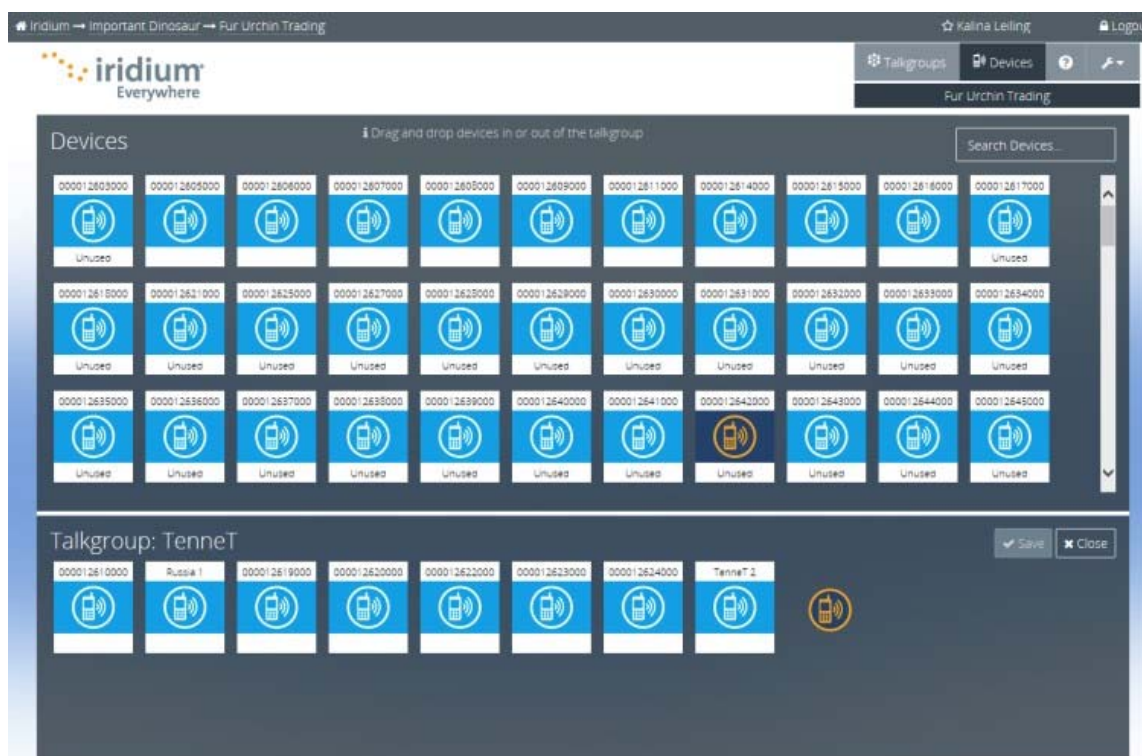 Iridium → Important Dinosaur → Fur Urchin Trading
Kalina Leiling
Logou
iridium
Everywhere
Talkgroups
Devices
?
Fur Urchin Trading
Devices
i Drag and drop devices in or out of the talkgroup
Search Devices...
000012603000 000012605000 000012606000 000012607000 000012608000 000012609000 000012611000 000012614000 000012615000 000012616000 000012617000
Unused Unused
000012618000 000012621000 000012625000 000012627000 000012628000 000012629000 000012630000 000012631000 000012632000 000012633000 000012634000
Unused Unused Unused Unused Unused Unused Unused Unused Unused Unused Unused
000012635000 000012636000 000012637000 000012638000 000012639000 000012640000 000012641000 000012642000 000012643000 000012644000 000012645000
Unused Unused Unused Unused Unused Unused Unused Unused Unused Unused Unused
Talkgroup: TenneT
Save
Close
000012610000 Russia 1 000012619000 000012620000 000012622000 000012623000 000012624000 TenneT 2